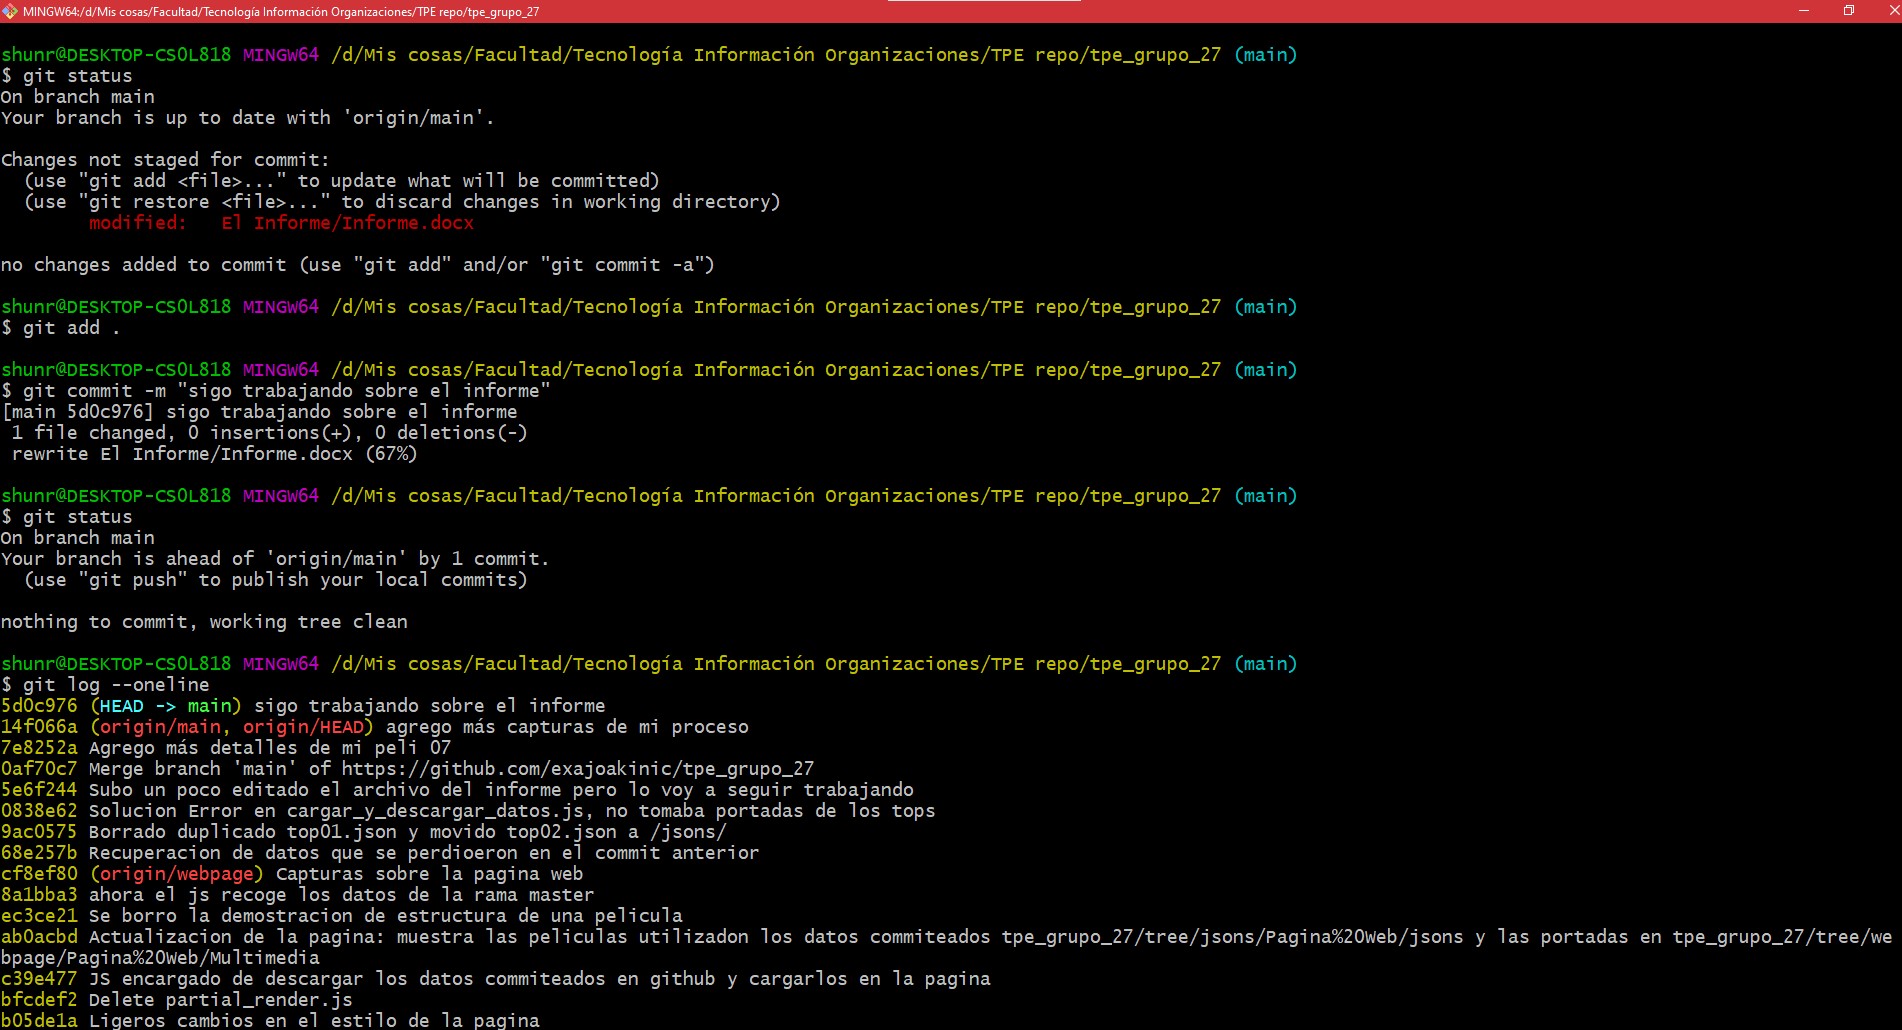 MINGW64:/d/Mis cosas/Facultad/Tecnología Información Organizaciones/TPE repo/tpe_grupo_27
shunr@DESKTOP-CS0L818 MINGW64 /d/Mis cosas/Facultad/Tecnología Información Organizaciones/TPE repo/tpe_grupo_27 (main)
$ git status
On branch main
Your branch is up to date with 'origin/main'.
Changes not staged for commit:
(use "git add <file>..." to update what will be committed)
(use "git restore <file>..." to discard changes in working directory)
modified:   El Informe/Informe.docx
no changes added to commit (use "git add" and/or "git commit -a")
shunr@DESKTOP-CS0L818 MINGW64 /d/Mis cosas/Facultad/Tecnología Información Organizaciones/TPE repo/tpe_grupo_27 (main)
$ git add .
shunr@DESKTOP-CS0L818 MINGW64 /d/Mis cosas/Facultad/Tecnología Información Organizaciones/TPE repo/tpe_grupo_27 (main)
$ git commit -m "sigo trabajando sobre el informe"
[main 5d0c976] sigo trabajando sobre el informe
1 file changed, 0 insertions(+), 0 deletions(-)
rewrite El Informe/Informe.docx (67%)
shunr@DESKTOP-CS0L818 MINGW64 /d/Mis cosas/Facultad/Tecnología Información Organizaciones/TPE repo/tpe_grupo_27 (main)
$ git status
On branch main
Your branch is ahead of 'origin/main' by 1 commit.
(use "git push" to publish your local commits)
nothing to commit, working tree clean
shunr@DESKTOP-CS0L818 MINGW64 /d/Mis cosas/Facultad/Tecnología Información Organizaciones/TPE repo/tpe_grupo_27 (main)
$ git log --oneline
5d0c976 (HEAD -> main) sigo trabajando sobre el informe
14f066a (origin/main, origin/HEAD) agrego más capturas de mi proceso
7e8252a Agrego más detalles de mi peli 07
0af70c7 Merge branch 'main' of https://github.com/exajoakinic/tpe_grupo_27
5e6f244 Subo un poco editado el archivo del informe pero lo voy a seguir trabajando
0838e62 Solucion Error en cargar_y_descargar_datos.js, no tomaba portadas de los tops
9ac0575 Borrado duplicado top01.json y movido top02.json a /jsons/
68e257b Recuperacion de datos que se perdioeron en el commit anterior
cf8ef80 (origin/webpage) Capturas sobre la pagina web
8a1bba3 ahora el js recoge los datos de la rama master
ec3ce21 Se borro la demostracion de estructura de una pelicula
ab0acbd Actualizacion de la pagina: muestra las peliculas utilizadon los datos commiteados tpe_grupo_27/tree/jsons/Pagina%20Web/jsons y las portadas en tpe_grupo_27/tree/we
bpage/Pagina%20Web/Multimedia
c39e477 JS encargado de descargar los datos commiteados en github y cargarlos en la pagina
bfcdef2 Delete partial_render.js
b05de1a Ligeros cambios en el estilo de la pagina